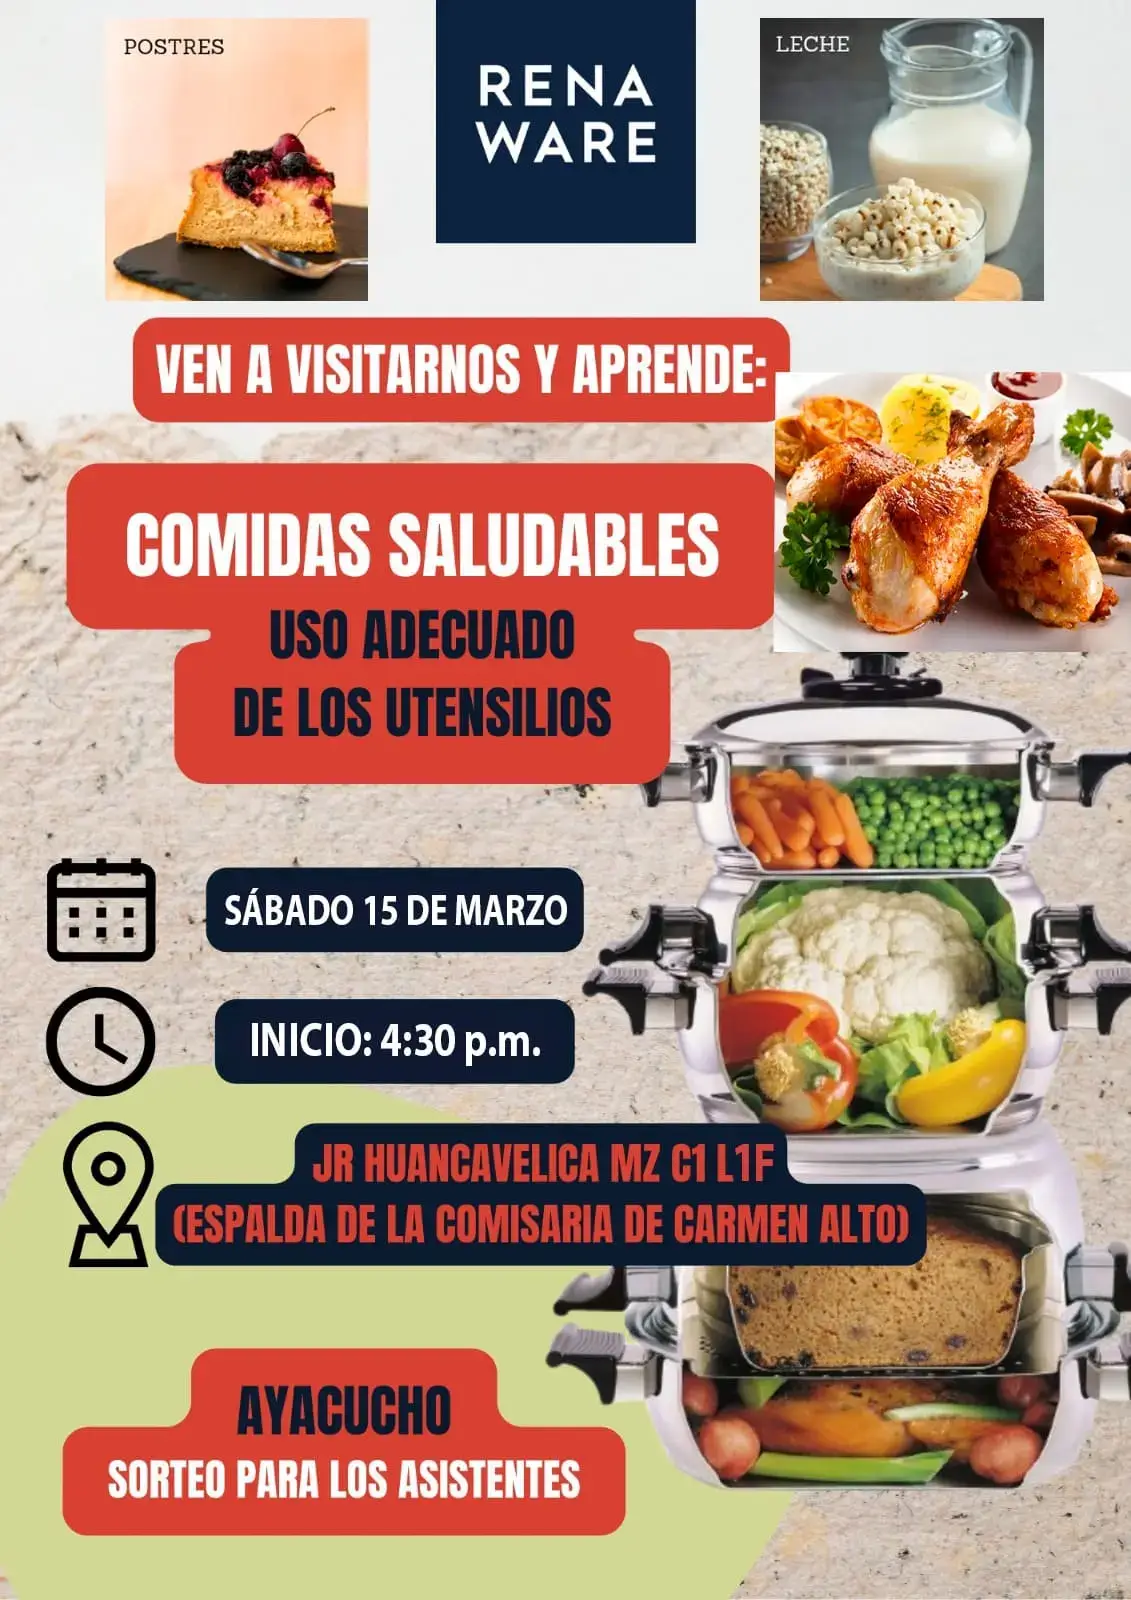 POSTRES
RENA
WARE
LECHE
VEN A VISITARNOS Y APRENDE:
COMIDAS SALUDABLES
USO ADECUADO
DE LOS UTENSILIOS
SÁBADO 15 DE MARZO
INICIO: 4:30 p.m.
JR HUANCAVELICA MZ C1 L1F
(ESPALDA DE LA COMISARIA DE CARMEN ALTO)
AYACUCHO
SORTEO PARA LOS ASISTENTES